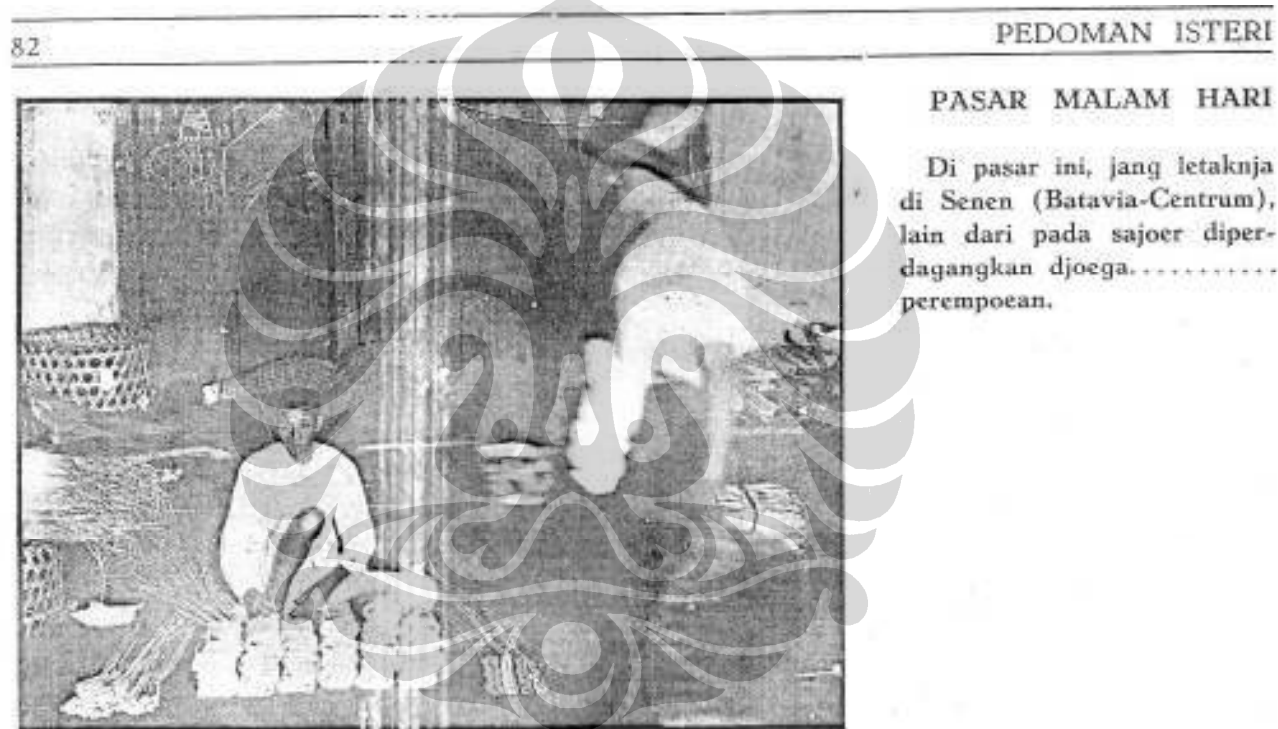 82
PEDOMAN ISTERI
PASAR MALAM HARI
Di pasar ini, jang letaknja
di Senen (Batavia-Centrum),
lain dari pada sajoer diper-
dagangkan djoega...........
perempoean.